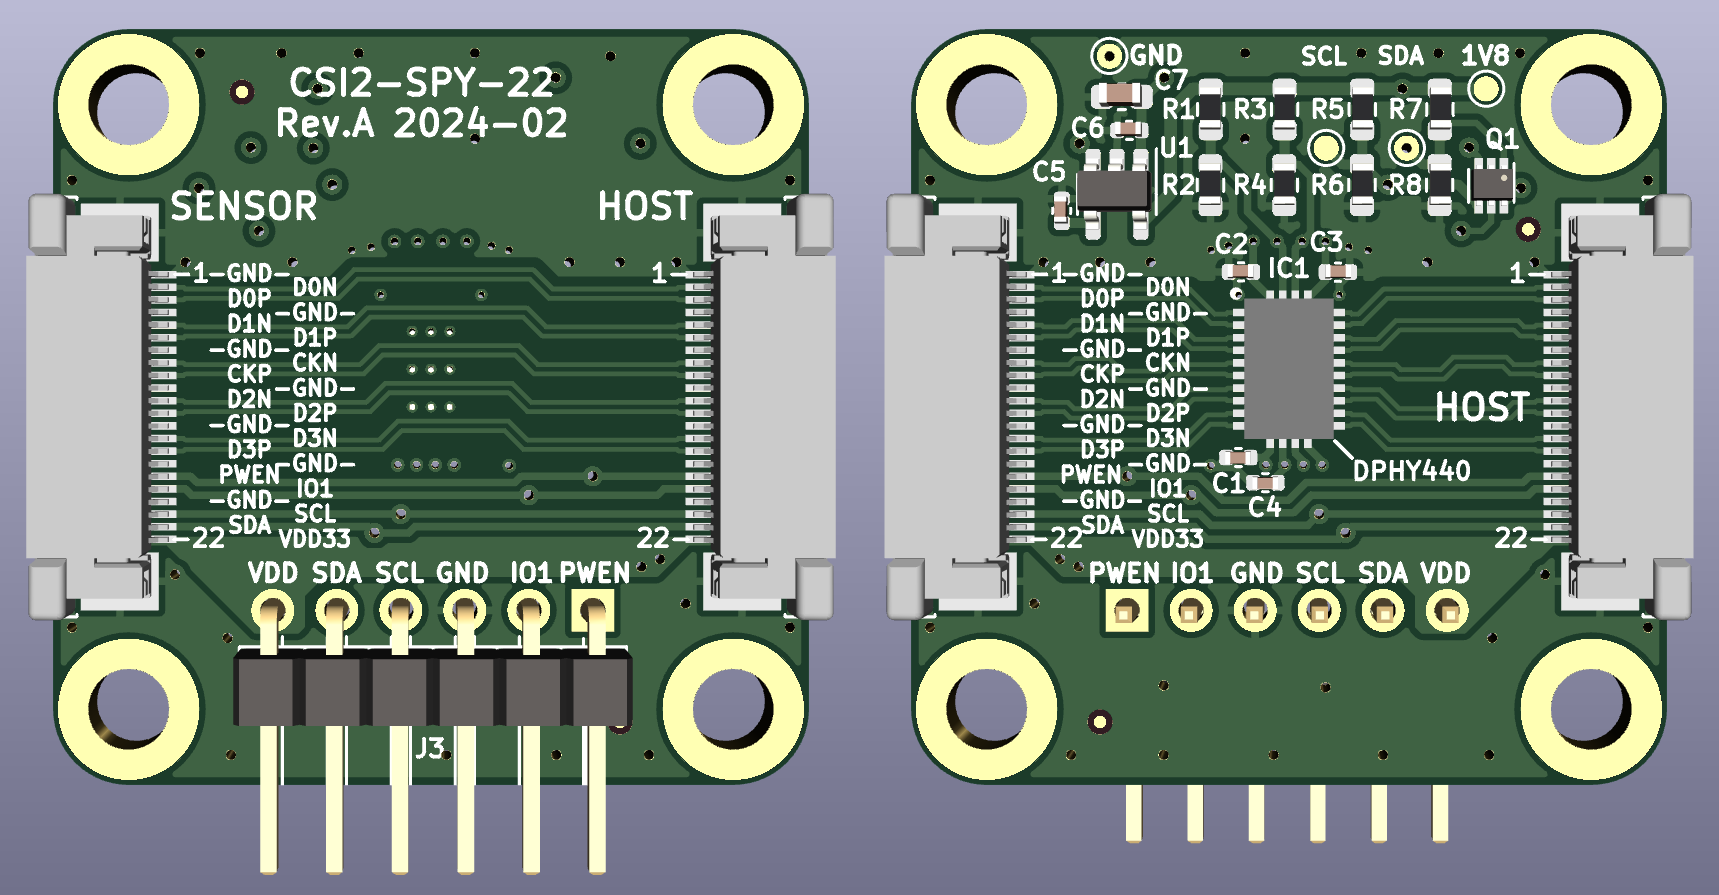 CSI2-SPY-22
Rev.A 2024-02
SENSOR HOST
1 -GND- 1
D0N
D0P
-GND-
D1N
D1P
-GND-
CKN
CKP
-GND-
D2N
D2P
-GND-
D3N
D3P
-GND-
PWEN
IO1
-GND-
SCL
SDA
22 VDD33 22
VDD SDA SCL GND IO1 PWEN
J3
GND SCL SDA 1V8
C7
R1 R3 R5 R7
C6
U1 Q1
C5
R2 R4 R6 R8
C2 C3
IC1
1 -GND- 1
D0N
D0P
-GND-
D1N
D1P
-GND-
CKN
CKP
-GND-
D2N
HOST
D2P
-GND-
D3N
D3P
-GND-
DPHY440
PWEN
C1
IO1
-GND-
C4
SCL
SDA
22 VDD33 22
PWEN IO1 GND SCL SDA VDD